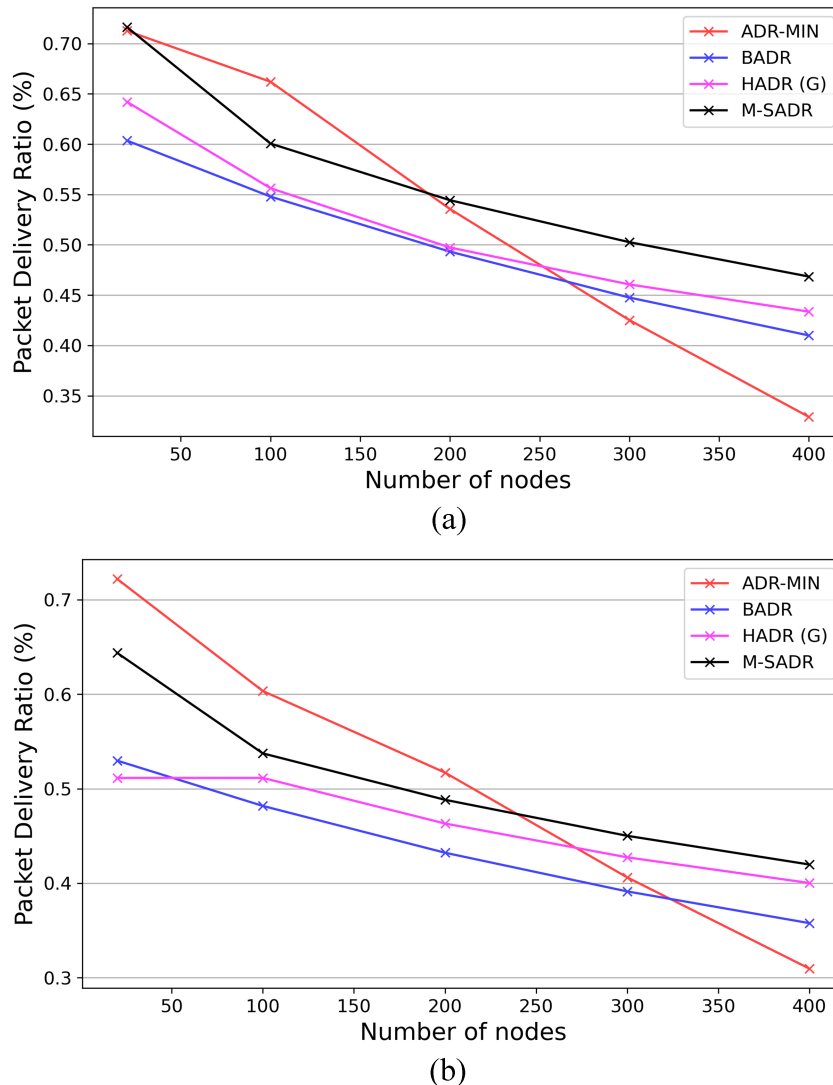 0.70
0.65
0.60
0.55
0.50
0.45
0.40
0.35
Packet Delivery Ratio (%)
ADR-MIN
BADR
HADR (G)
M-SADR
50 100 150 200 250 300 350 400
Number of nodes
(a)
0.7
0.6
0.5
0.4
0.3
Packet Delivery Ratio (%)
ADR-MIN
BADR
HADR (G)
M-SADR
50 100 150 200 250 300 350 400
Number of nodes
(b)